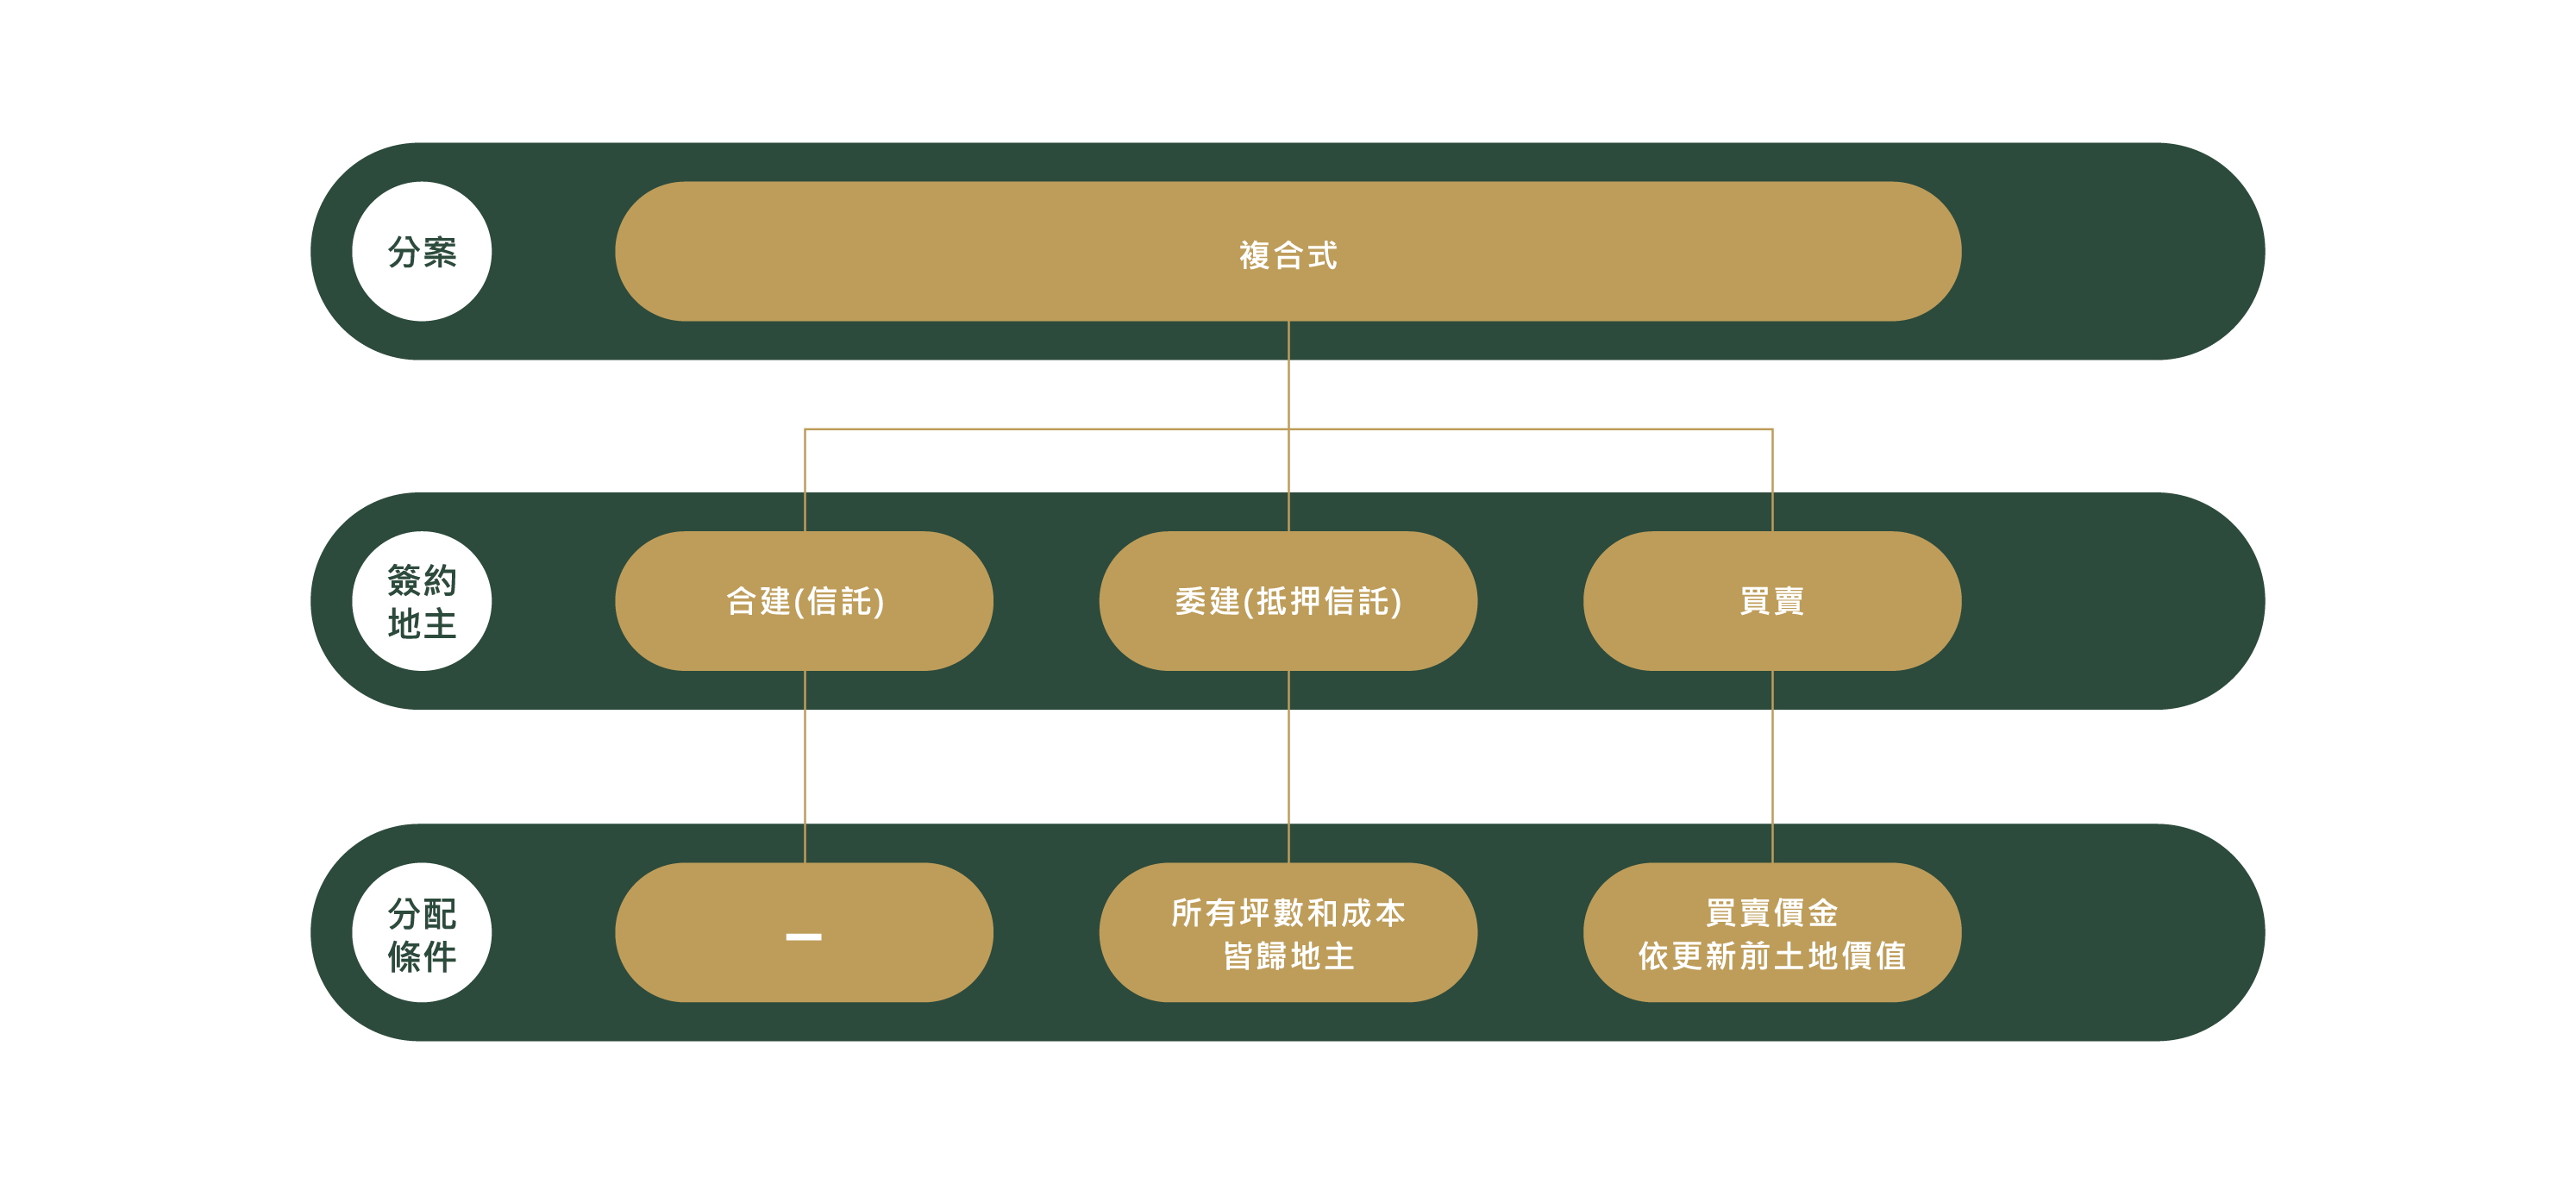 分案
複合式
簽約
地主
合建(信託)
委建(抵押信託)
買賣
分配
條件
—
所有坪數和成本
皆歸地主
買賣價金
依更新前土地價值